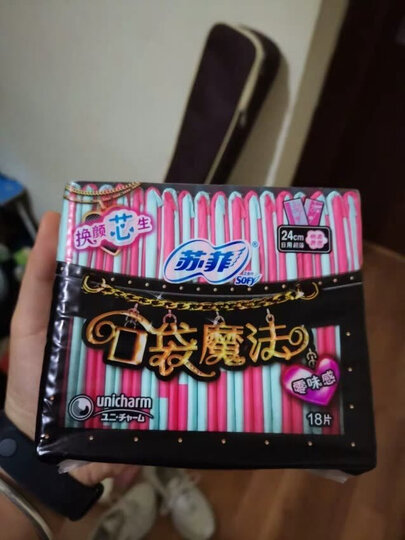 换颜芯生
24cm
日用超薄
苏菲®
SOFY
口袋魔法
零味感
unicharm
ユニ・チャーム
18片